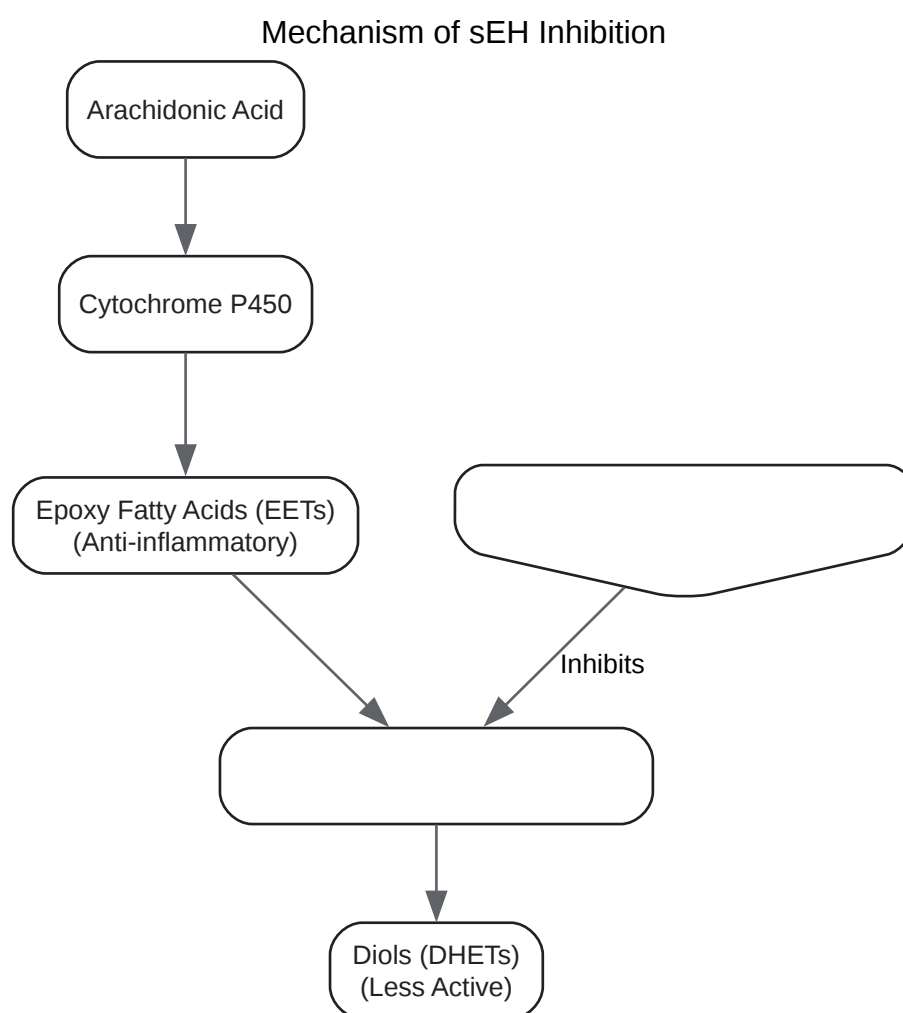 Mechanism of sEH Inhibition
Arachidonic Acid
Cytochrome P450
Epoxy Fatty Acids (EETs)
(Anti-inflammatory)
Inhibits
Diols (DHETs)
(Less Active)